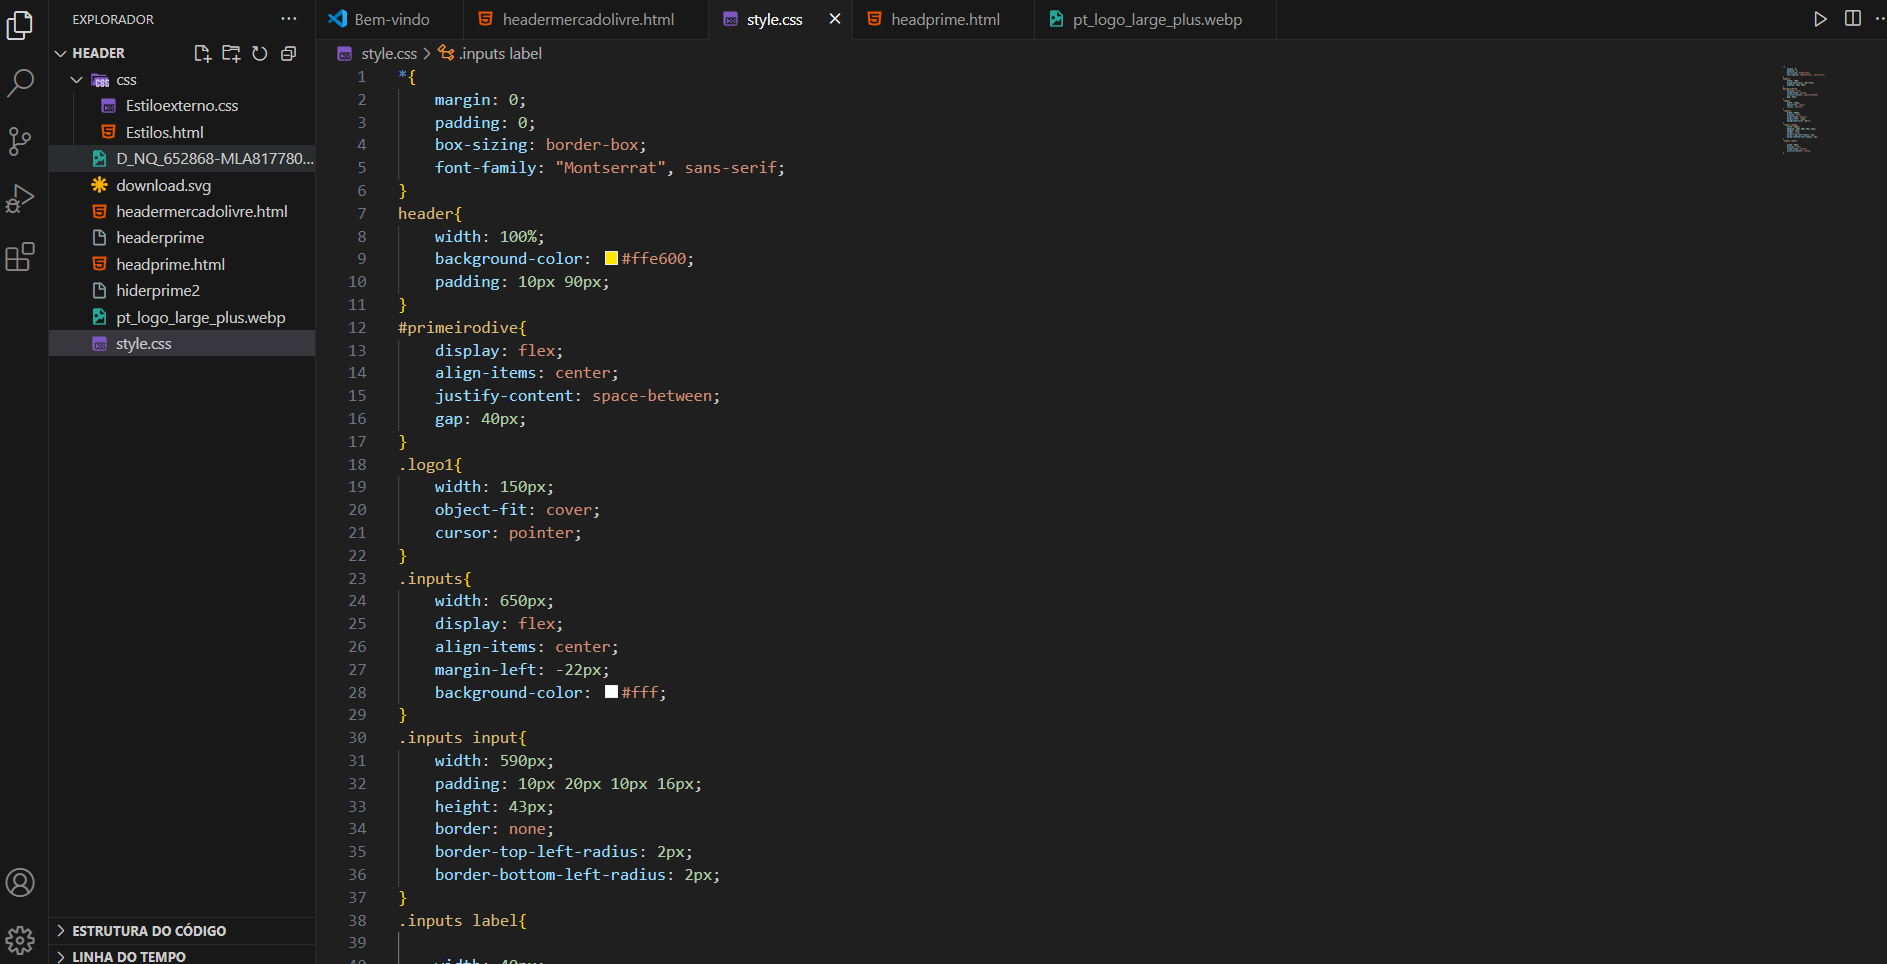 EXPLORADOR
HEADER
css
Estiloexterno.css
Estilos.html
D_NQ_652868-MLA817780...
download.svg
headermercadolivre.html
headerprime
headprime.html
hiderprime2
pt_logo_large_plus.webp
style.css
ESTRUTURA DO CÓDIGO
LINHA DO TEMPO
Bem-vindo
headermercadolivre.html
style.css
headprime.html
pt_logo_large_plus.webp
style.css > .inputs label
1 *{
2 margin: 0;
3 padding: 0;
4 box-sizing: border-box;
5 font-family: "Montserrat", sans-serif;
6 }
7 header{
8 width: 100%;
9 background-color: #ffe600;
10 padding: 10px 90px;
11 }
12 #primeirodive{
13 display: flex;
14 align-items: center;
15 justify-content: space-between;
16 gap: 40px;
17 }
18 .logo1{
19 width: 150px;
20 object-fit: cover;
21 cursor: pointer;
22 }
23 .inputs{
24 width: 650px;
25 display: flex;
26 align-items: center;
27 margin-left: -22px;
28 background-color: #fff;
29 }
30 .inputs input{
31 width: 590px;
32 padding: 10px 20px 10px 16px;
33 height: 43px;
34 border: none;
35 border-top-left-radius: 2px;
36 border-bottom-left-radius: 2px;
37 }
38 .inputs label{
39
40 width: 40px;